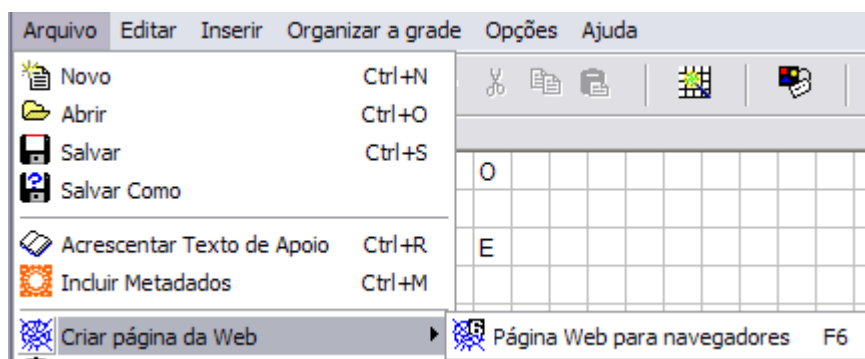 Arquivo Editar Inserir Organizar a grade Opções Ajuda
Novo Ctrl+N
Abrir Ctrl+O
Salvar Ctrl+S
Salvar Como
Acrescentar Texto de Apoio Ctrl+R
Incluir Metadados Ctrl+M
Criar página da Web
Página Web para navegadores F6
O
E